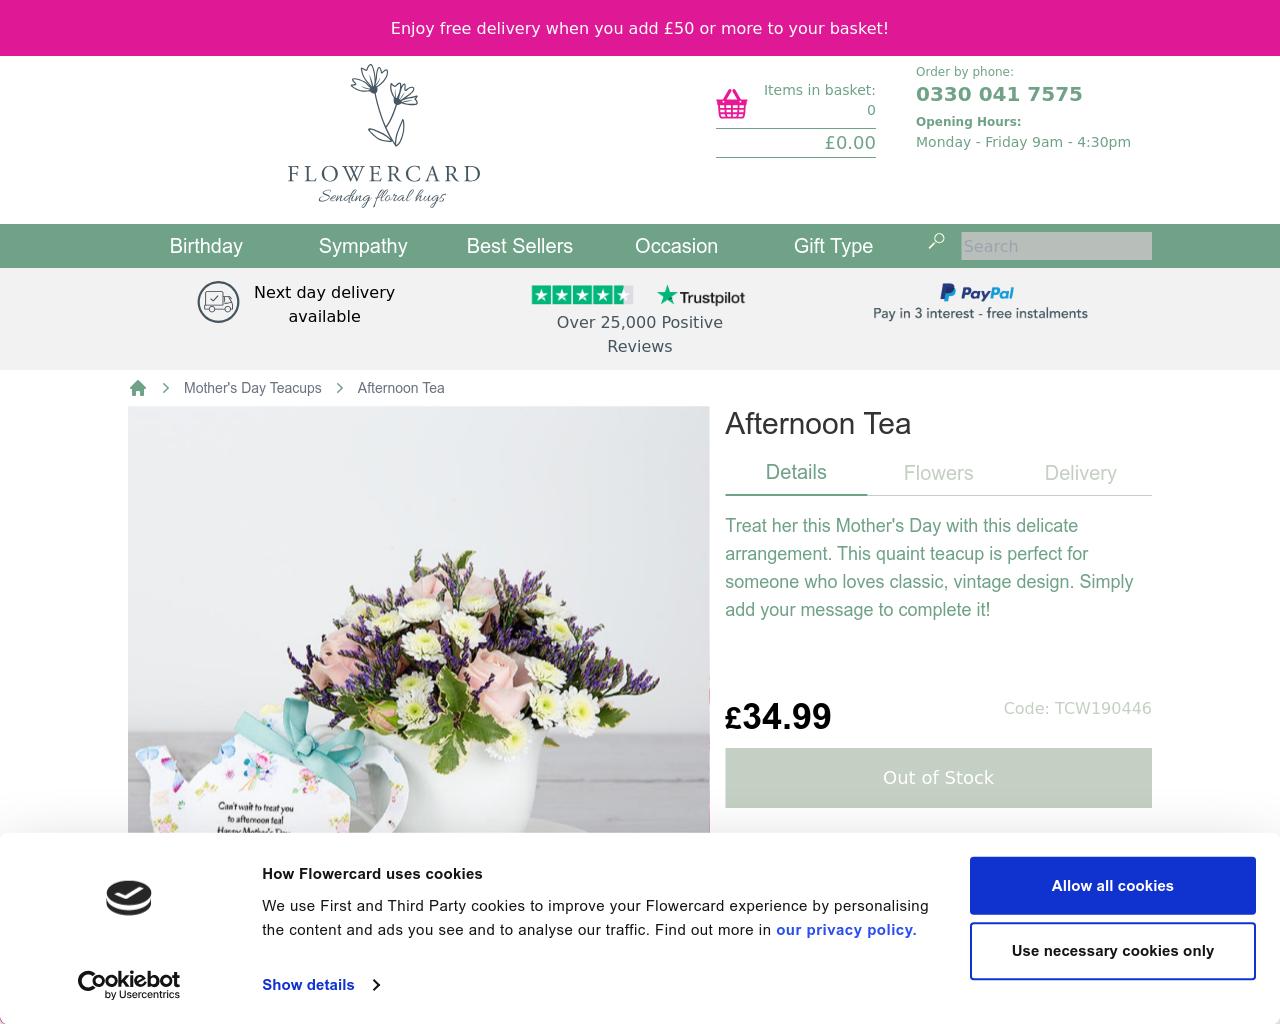 Enjoy free delivery when you add £50 or more to your basket!
FLOWERCARD
Sending floral hugs
Items in basket:
0
£0.00
Order by phone:
0330 041 7575
Opening Hours:
Monday - Friday 9am - 4:30pm
Birthday
Sympathy
Best Sellers
Occasion
Gift Type
Search
Next day delivery
available
Trustpilot
Over 25,000 Positive
Reviews
PayPal
Pay in 3 interest - free instalments
Mother's Day Teacups
Afternoon Tea
Afternoon Tea
Details
Flowers
Delivery
Treat her this Mother's Day with this delicate
arrangement. This quaint teacup is perfect for
someone who loves classic, vintage design. Simply
add your message to complete it!
£34.99
Code: TCW190446
Out of Stock
Can't wait to treat you
to afternoon tea!
Happy Mother's Day
How Flowercard uses cookies
We use First and Third Party cookies to improve your Flowercard experience by personalising
the content and ads you see and to analyse our traffic. Find out more in our privacy policy.
Show details
Allow all cookies
Use necessary cookies only
Cookiebot
by Usercentrics